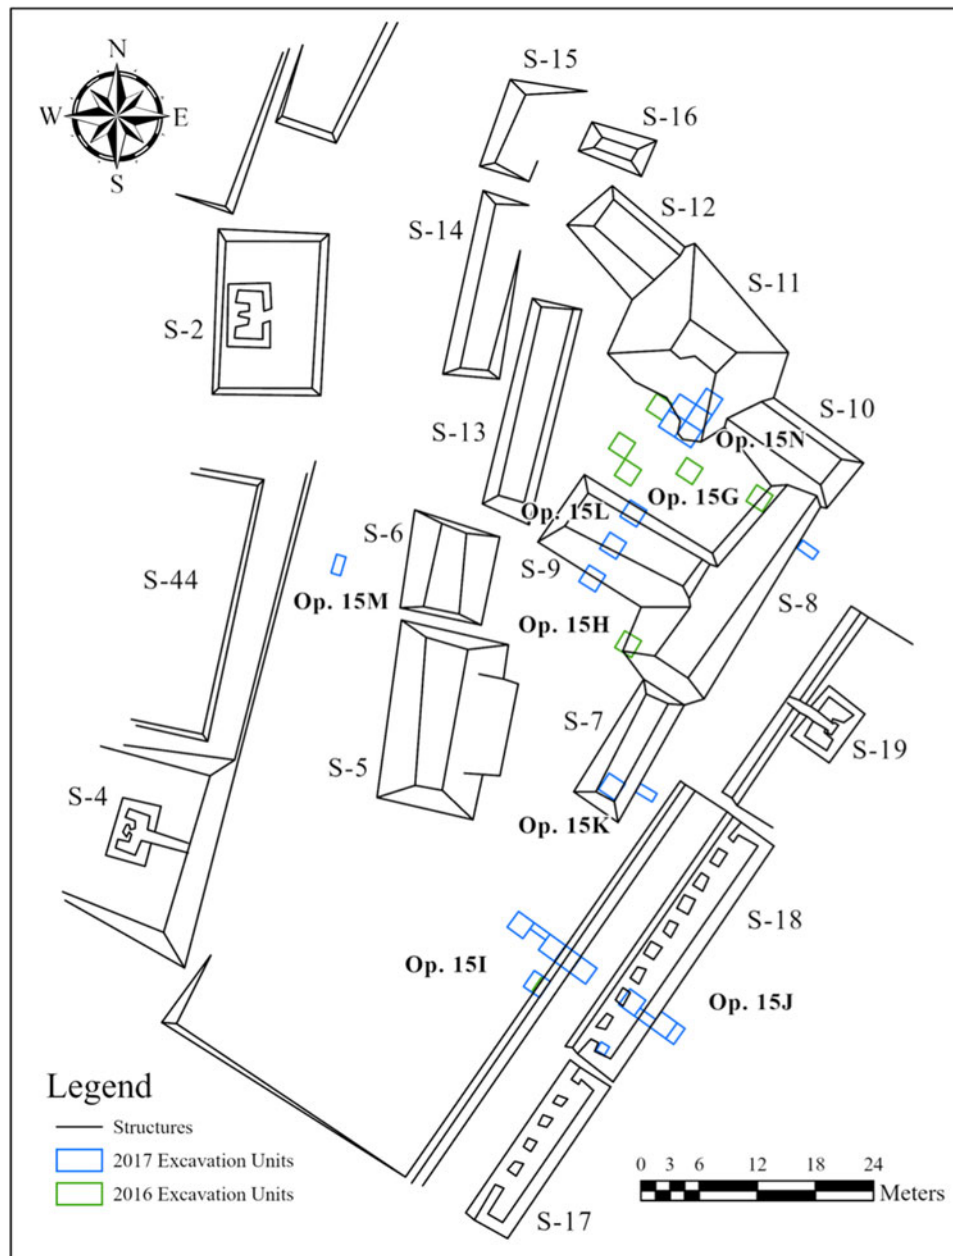 N
W E
S
S-15
S-16
S-12
S-14
S-11
S-2
S-10
S-13
Op. 15N
Op. 15G
Op. 15L
S-6
S-9
S-44
S-8
Op. 15M
Op. 15H
S-7
S-19
S-5
S-4
Op. 15K
S-18
Op. 15I
Op. 15J
Legend
Structures
2017 Excavation Units
2016 Excavation Units
0 3 6 12 18 24
Meters
S-17